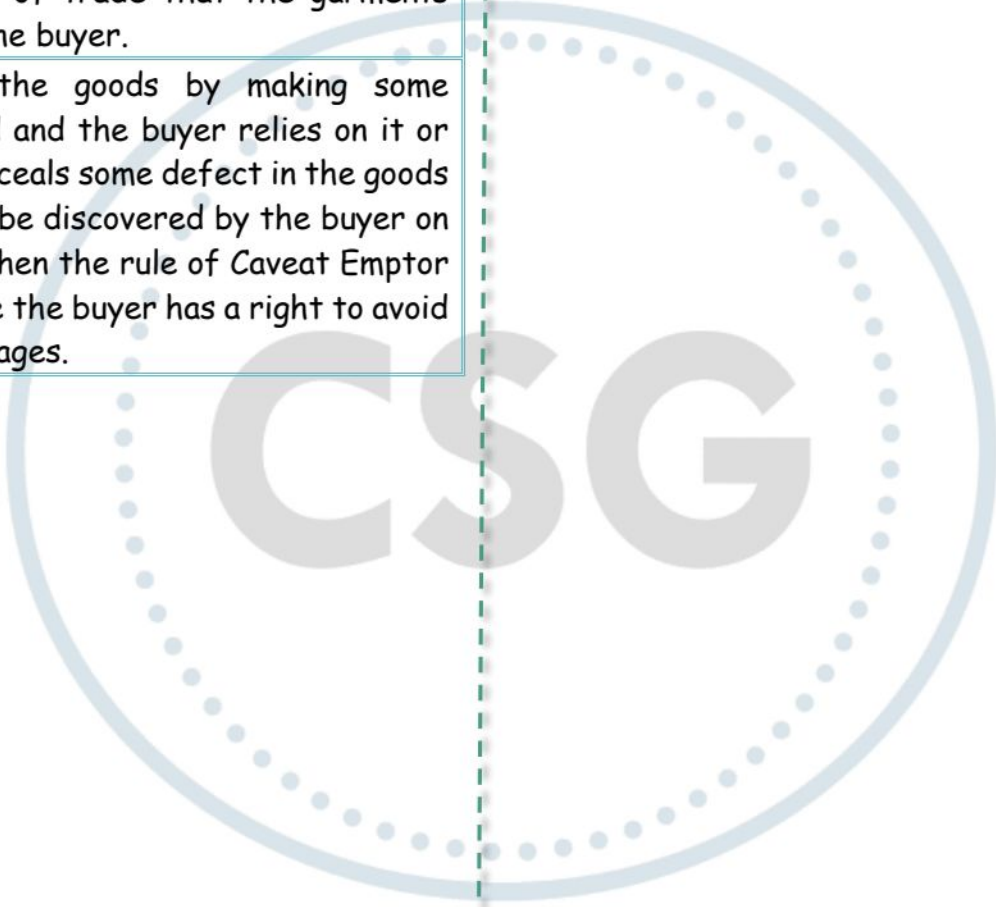 of trade that the garments
he buyer.
the goods by making some
and the buyer relies on it or
ceals some defect in the goods
be discovered by the buyer on
hen the rule of Caveat Emptor
the buyer has a right to avoid
ages.
CSG